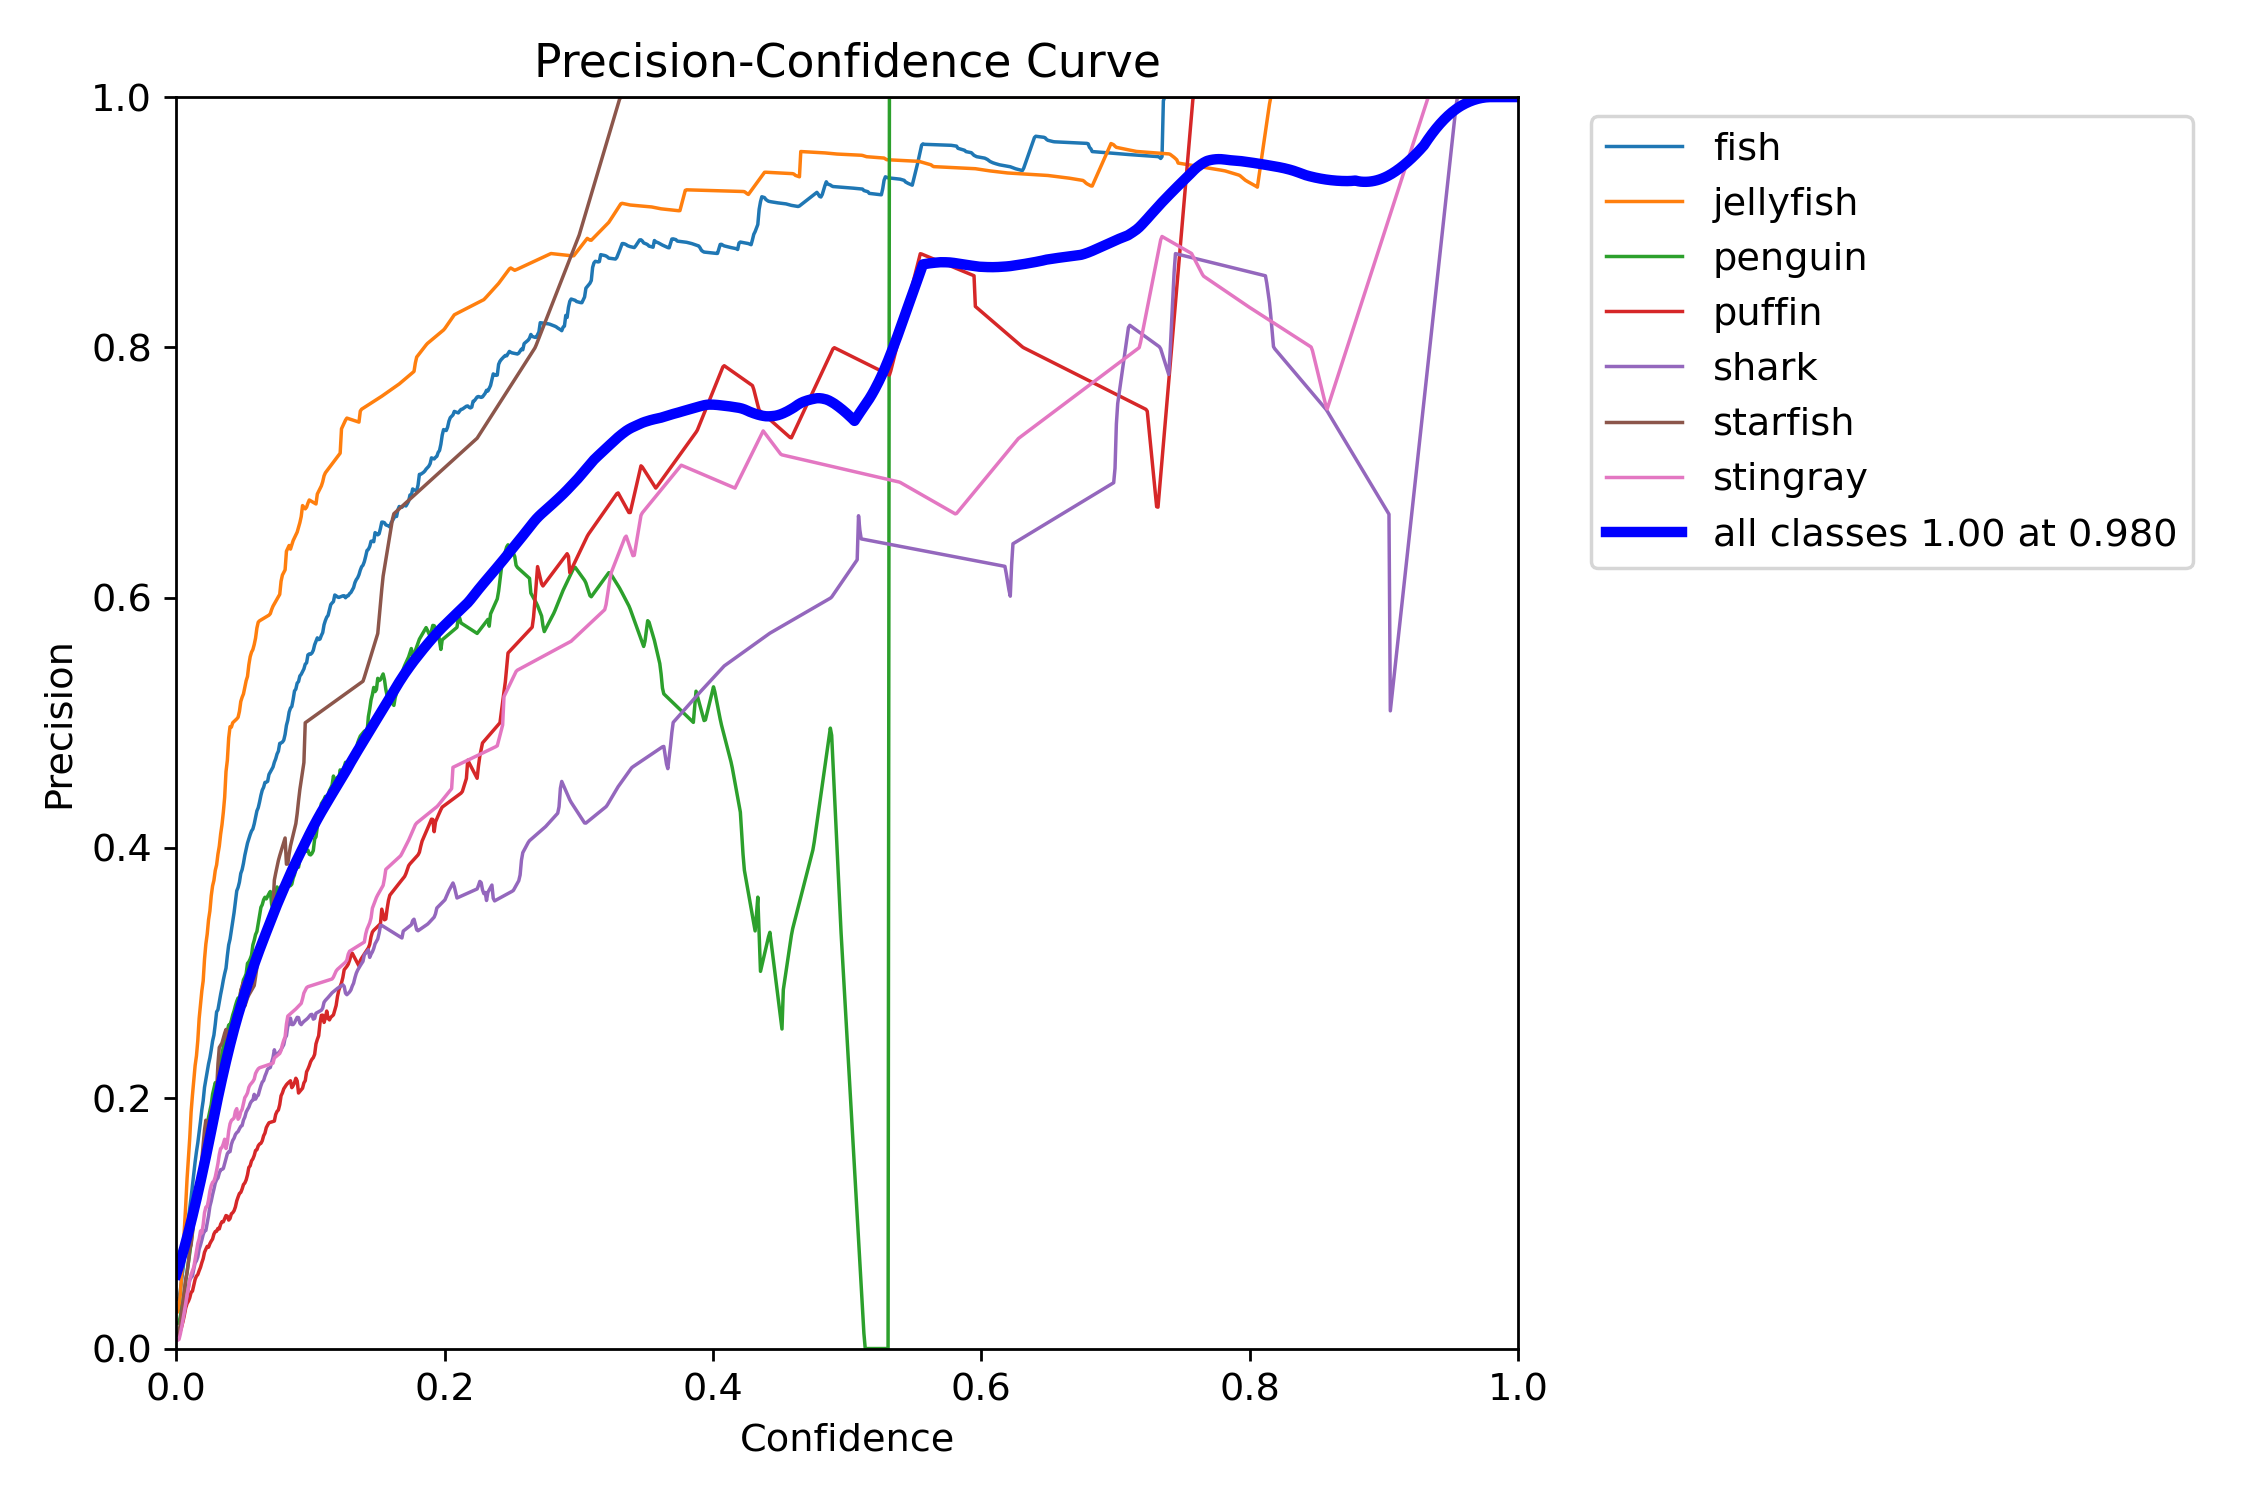 Precision-Confidence Curve
1.0
0.8
0.6
0.4
0.2
0.0
Precision
0.0 0.2 0.4 0.6 0.8 1.0
Confidence
fish
jellyfish
penguin
puffin
shark
starfish
stingray
all classes 1.00 at 0.980